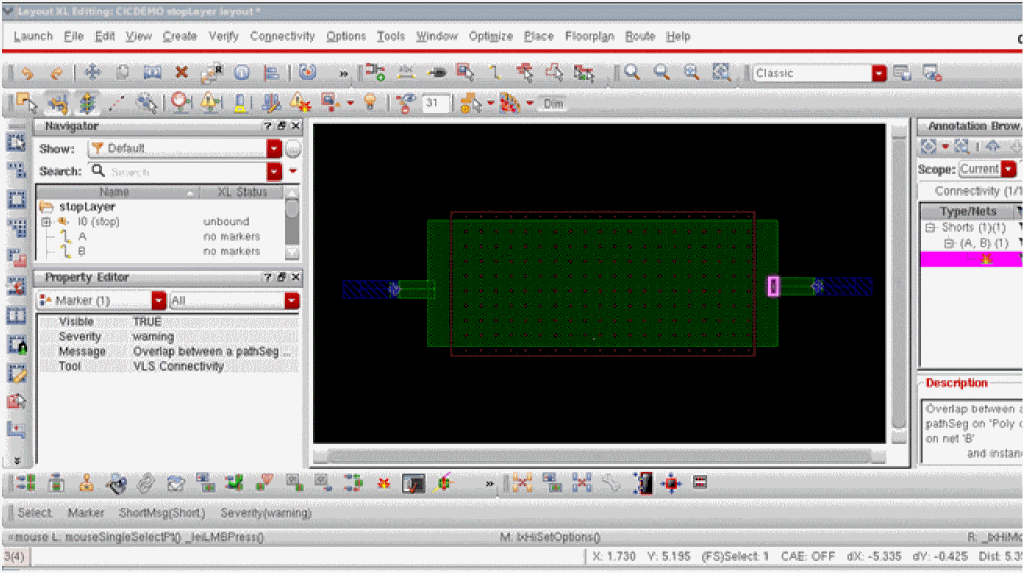 Layout XL Editing: CICDEMO stopLayer layout *
Launch File Edit View Create Verify Connectivity Options Tools Window Optimize Place Floorplan Route Help
Classic
31 Dim
Navigator
Show: Default
Search: Search
Name XL Status
stopLayer
I0 (stop) unbound
A no markers
B no markers
Property Editor
Marker (1) All
Visible TRUE
Severity warning
Message Overlap between a pathSeg ...
Tool VLS Connectivity
Annotation Brow
Scope: Current
Connectivity (1/1
Type/Nets
Shorts (1)(1)
(A, B) (1)
Description
Overlap between a
pathSeg on 'Poly
on net 'B'
and instan
Select Marker ShortMsg(Short.) Severity(warning)
mouse L: mouseSingleSelectPt() _leiLMBPress() M: lxHiSetOptions() R: _lxHiMo
3(4) X: 1.730 Y: 5.195 (FS)Select: 1 CAE: OFF dX: -5.335 dY: -0.425 Dist: 5.35